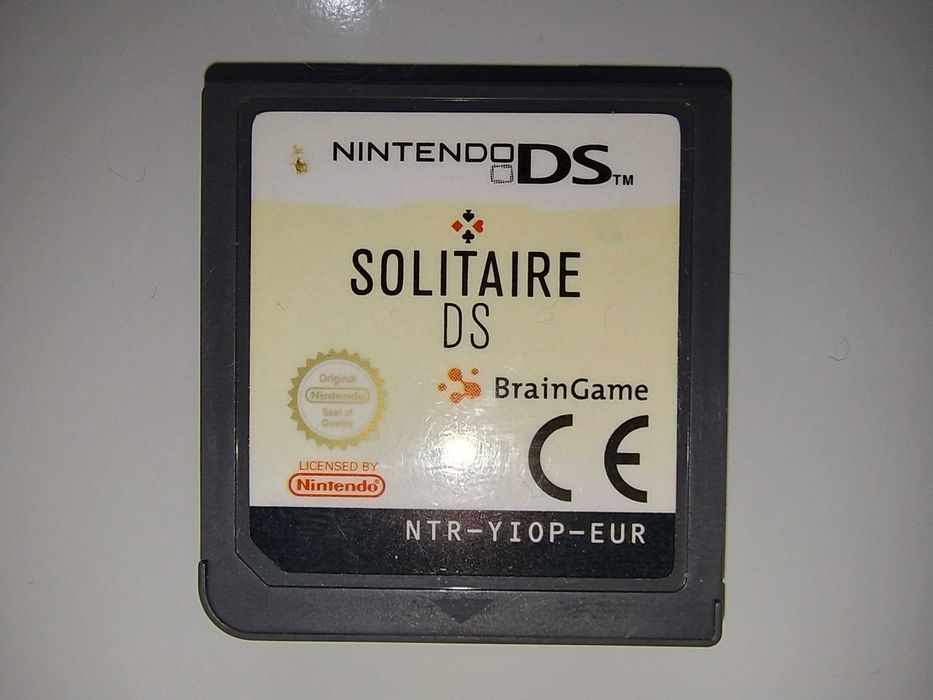 NINTENDO DS™
SOLITAIRE
DS
BrainGame
Original
Nintendo
Seal of
Quality
CE
LICENSED BY
Nintendo®
NTR-YIOP-EUR